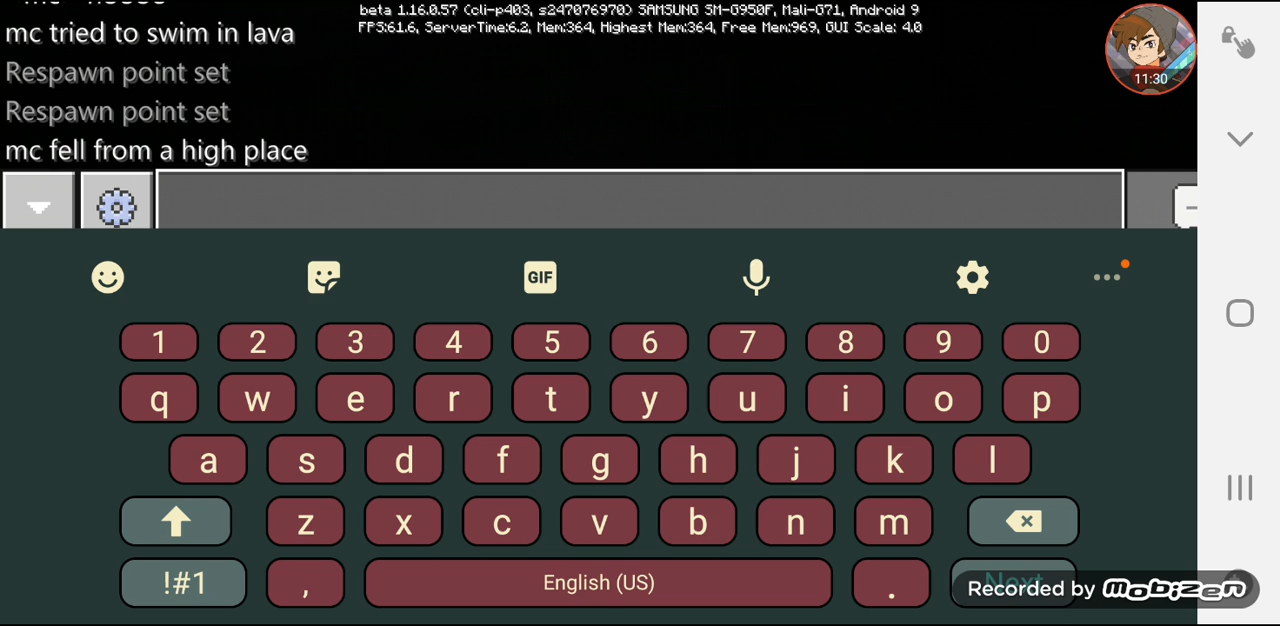 beta 1.16.0.57 (cli-p403, s247076970) SAMSUNG SM-G950F, Mali-G71, Android 9
FPS:61.6, ServerTime:6.2, Mem:364, Highest Mem:364, Free Mem:969, GUI Scale: 4.0
mc tried to swim in lava
Respawn point set
Respawn point set
mc fell from a high place
11:30
GIF
1 2 3 4 5 6 7 8 9 0
q w e r t y u i o p
a s d f g h j k l
z x c v b n m
!#1 , English (US) . Next
Recorded by Mobizen